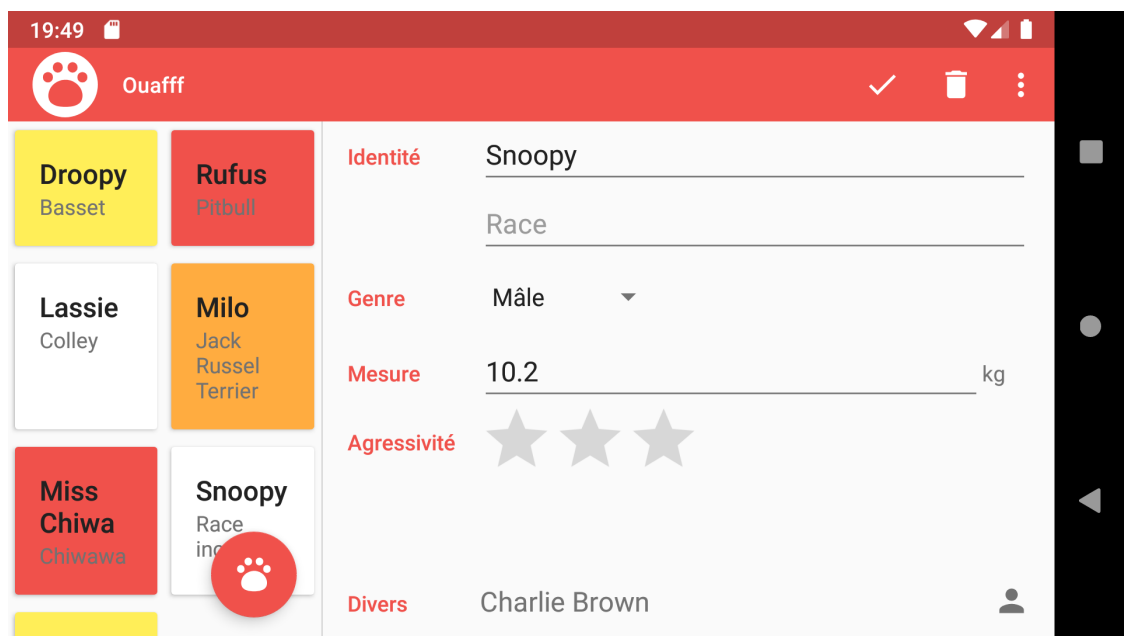 19:49
Ouafff
Droopy
Basset
Rufus
Pitbull
Lassie
Colley
Milo
Jack
Russel
Terrier
Miss
Chiwa
Chiwawa
Snoopy
Race
Identité
Snoopy
Race
Genre
Mâle
Mesure
10.2
kg
Agressivité
Divers
Charlie Brown